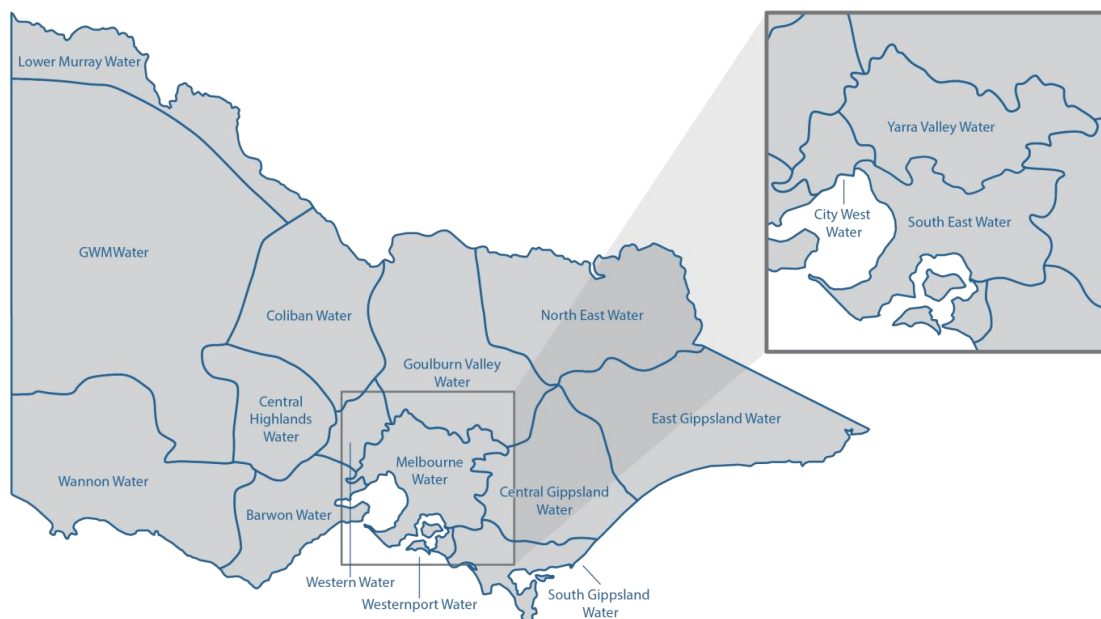 Lower Murray Water
GWMWater
Coliban Water
North East Water
Goulburn Valley
Water
Central
Highlands
Water
East Gippsland Water
Wannon Water
Melbourne
Water
Barwon Water
Central Gippsland
Water
Western Water
Westernport Water
South Gippsland
Water
Yarra Valley Water
City West
Water
South East Water